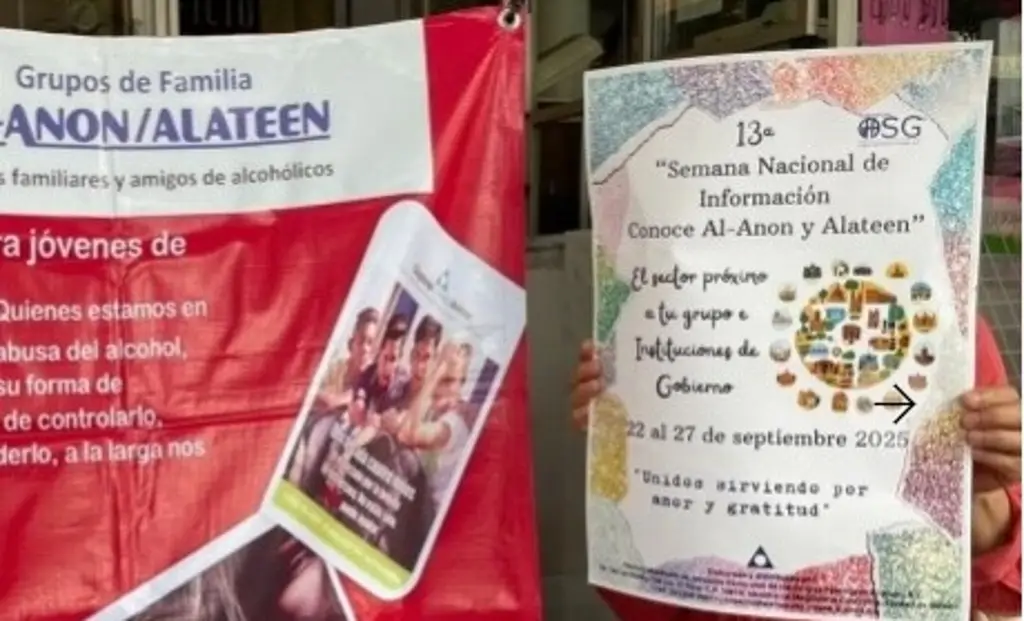 Grupos de Familia
-ANON/ALATEEN
s familiares y amigos de alcohólicos
ra jóvenes de
Quienes estamos en
abusa del alcohol,
su forma de
de controlarlo,
derlo, a la larga nos
13ª
OSG
“Semana Nacional de
Información
Conoce Al-Anon y Alateen”
El sector próximo
a tu grupo e
Instituciones de
Gobierno
22 al 27 de septiembre 2025
"Unidos sirviendo por
amor y gratitud"